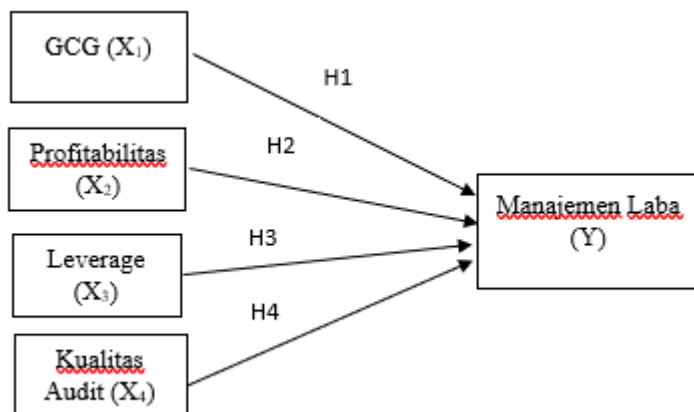 GCG (X₁)
H1
Profitabilitas
(X₂)
H2
Manajemen Laba
(Y)
Leverage
(X₃)
H3
H4
Kualitas
Audit (X₄)